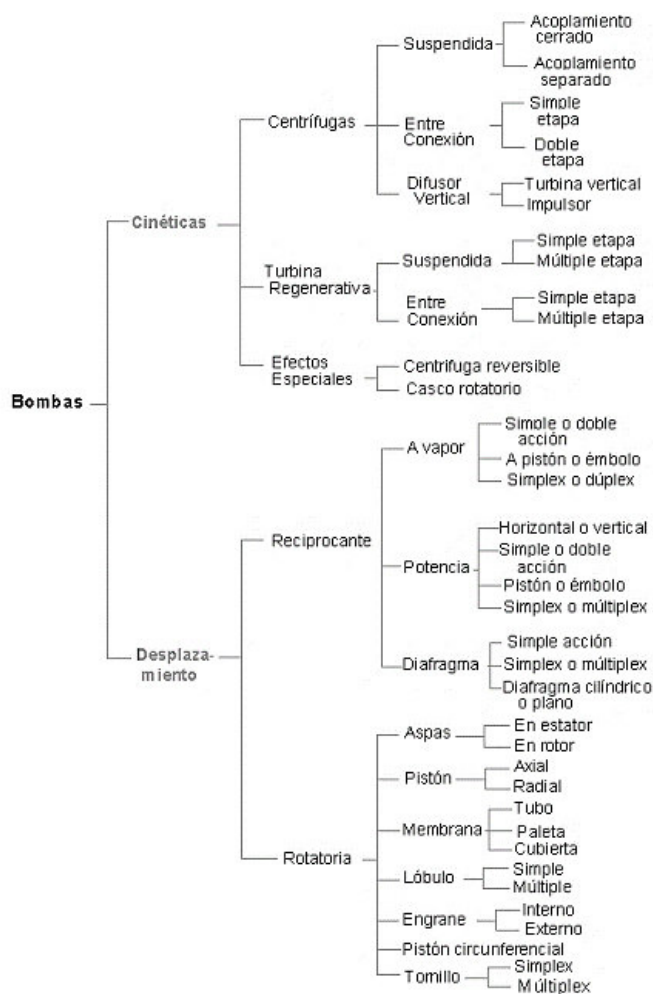 Bombas
Cinéticas
Centrífugas
Suspendida
Acoplamiento
cerrado
Acoplamiento
separado
Entre
Conexión
Simple
etapa
Doble
etapa
Difusor
Vertical
Turbina vertical
Impulsor
Turbina
Regenerativa
Suspendida
Simple etapa
Múltiple etapa
Entre
Conexión
Simple etapa
Múltiple etapa
Efectos
Especiales
Centrifuga reversible
Casco rotatorio
Desplaza-
miento
Reciprocante
A vapor
Simple o doble
acción
A pistón o émbolo
Simplex o dúplex
Potencia
Horizontal o vertical
Simple o doble
acción
Pistón o émbolo
Simplex o múltiplex
Diafragma
Simple acción
Simplex o múltiplex
Diafragma cilíndrico
o plano
Rotatoria
Aspas
En estator
En rotor
Pistón
Axial
Radial
Membrana
Tubo
Paleta
Cubierta
Lóbulo
Simple
Múltiple
Engrane
Interno
Externo
Pistón circunferencial
Tornillo
Simplex
Múltiplex